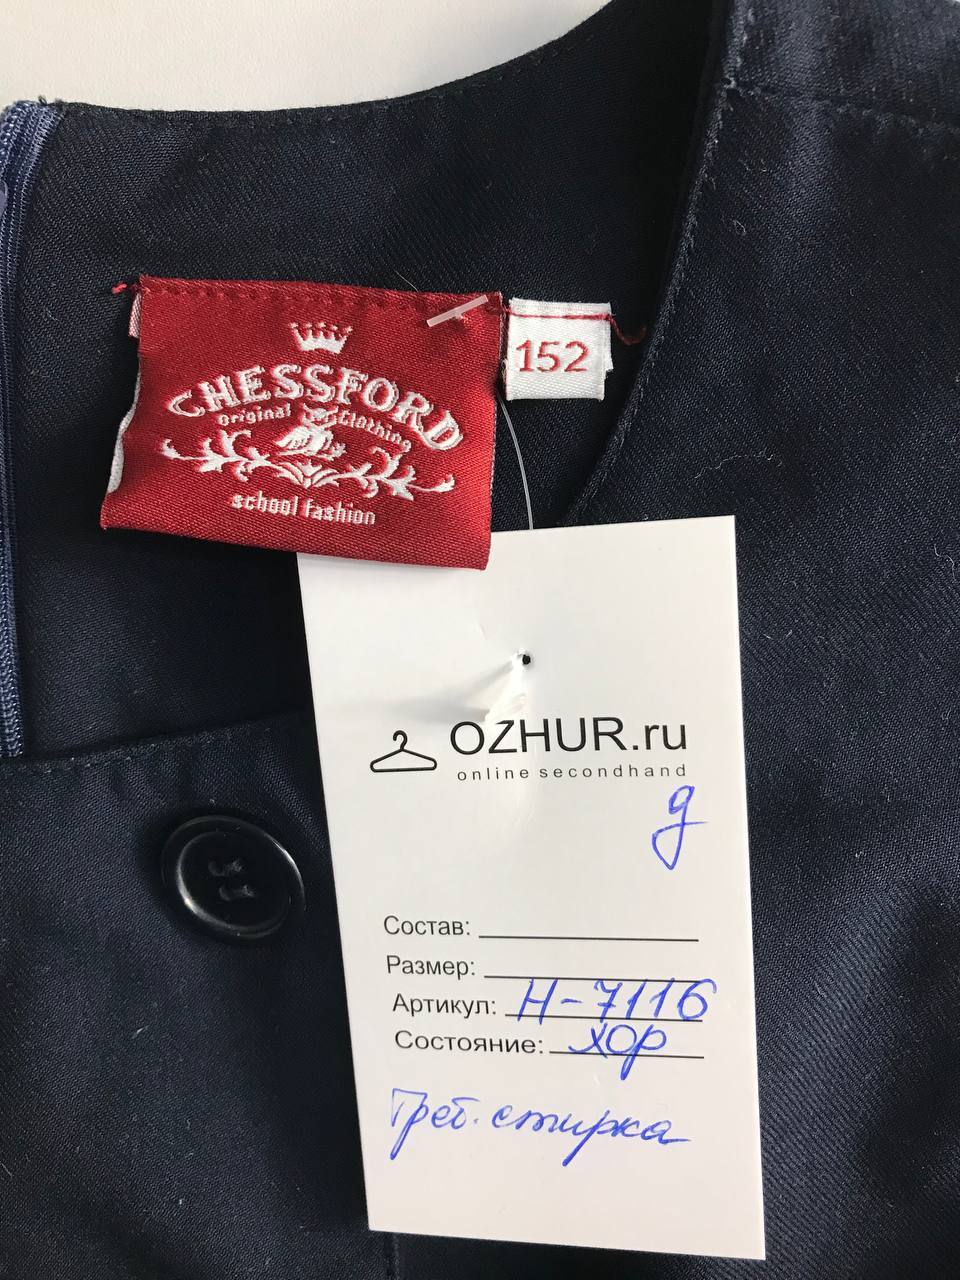 CHESSFORD
Original Clothing
school fashion
152
OZHUR.ru
online secondhand
д
Состав:
Размер:
Артикул: Н-7116
Состояние: хор
Треб. стирка